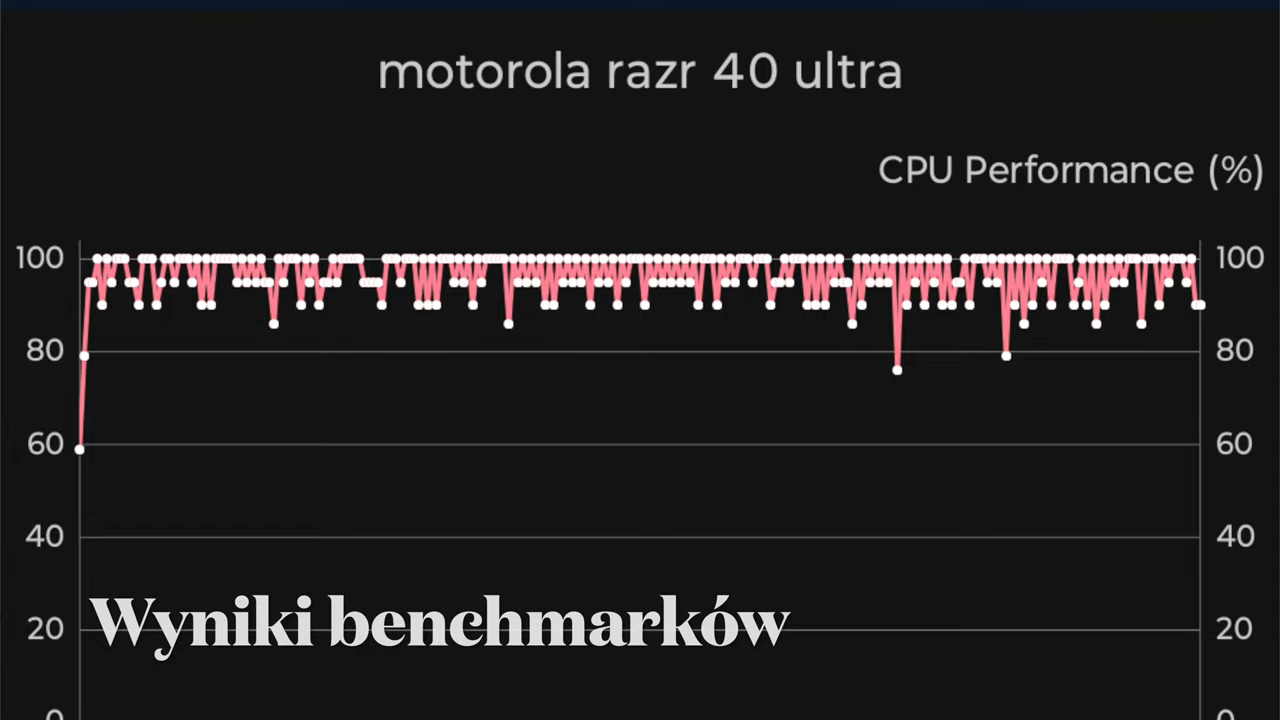 motorola razr 40 ultra
CPU Performance (%)
100 100
80 80
60 60
40 40
Wyniki benchmarków
20 20
0 0